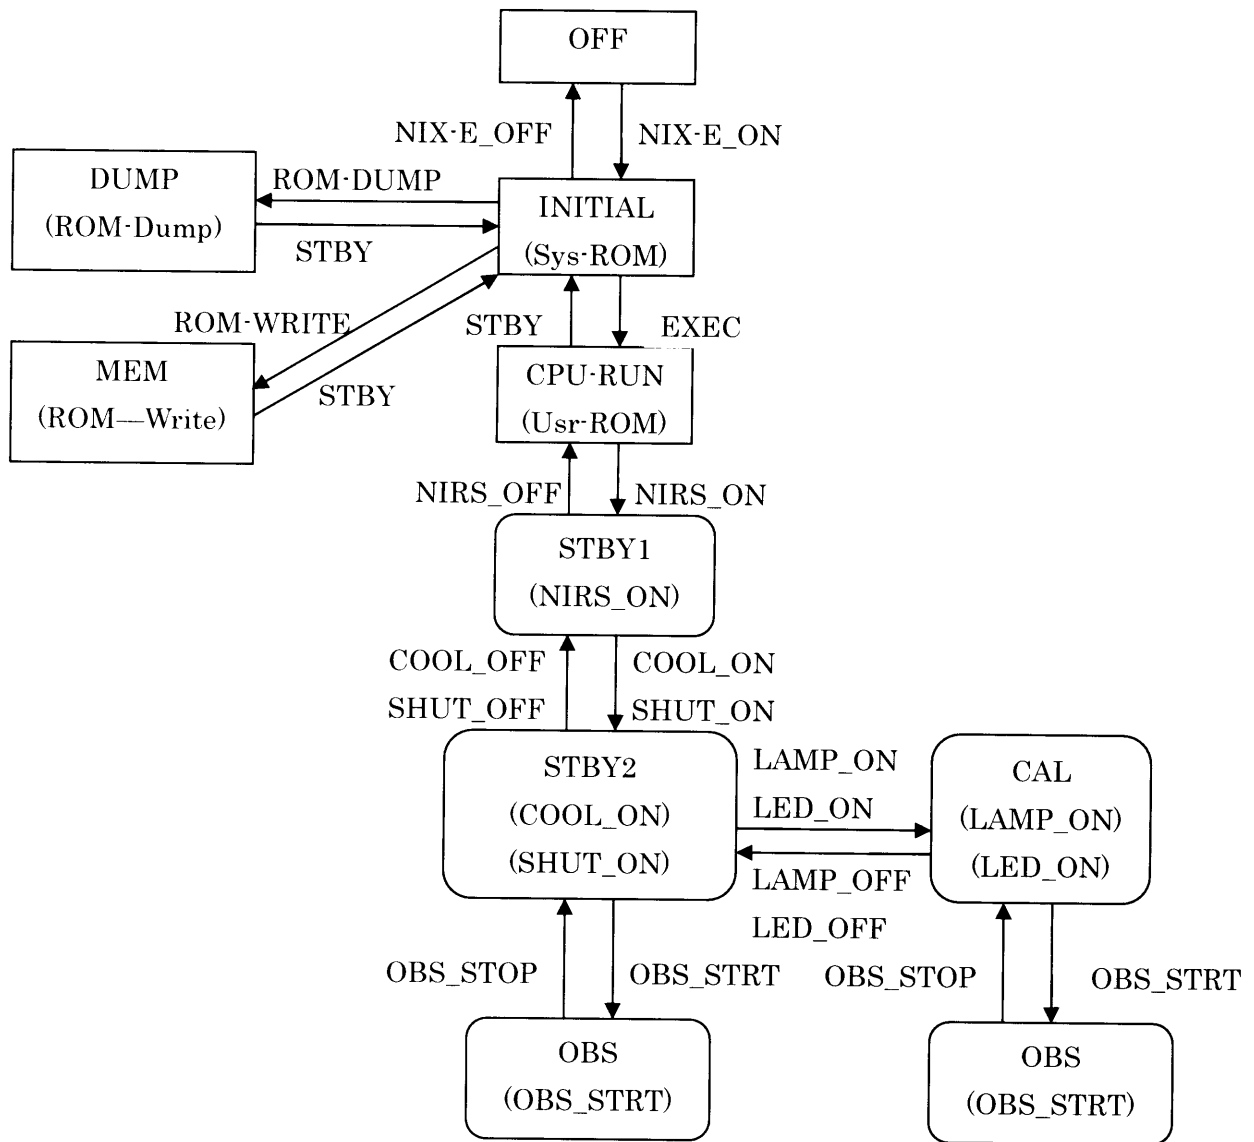 OFF
NIX-E_OFF
NIX-E_ON
DUMP
(ROM-Dump)
ROM-DUMP
STBY
INITIAL
(Sys-ROM)
ROM-WRITE
STBY
STBY
EXEC
MEM
(ROM—Write)
CPU-RUN
(Usr-ROM)
NIRS_OFF
NIRS_ON
STBY1
(NIRS_ON)
COOL_OFF
SHUT_OFF
COOL_ON
SHUT_ON
STBY2
(COOL_ON)
(SHUT_ON)
LAMP_ON
LED_ON
LAMP_OFF
LED_OFF
CAL
(LAMP_ON)
(LED_ON)
OBS_STOP
OBS_STRT
OBS_STOP
OBS_STRT
OBS
(OBS_STRT)
OBS
(OBS_STRT)